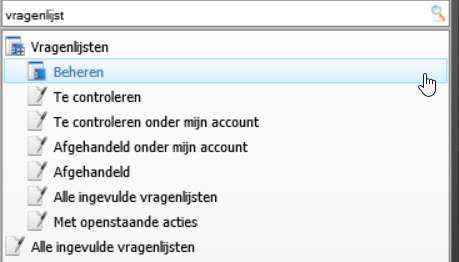 vragenlijst
Vragenlijsten
Beheren
Te controleren
Te controleren onder mijn account
Afgehandeld onder mijn account
Afgehandeld
Alle ingevulde vragenlijsten
Met openstaande acties
Alle ingevulde vragenlijsten